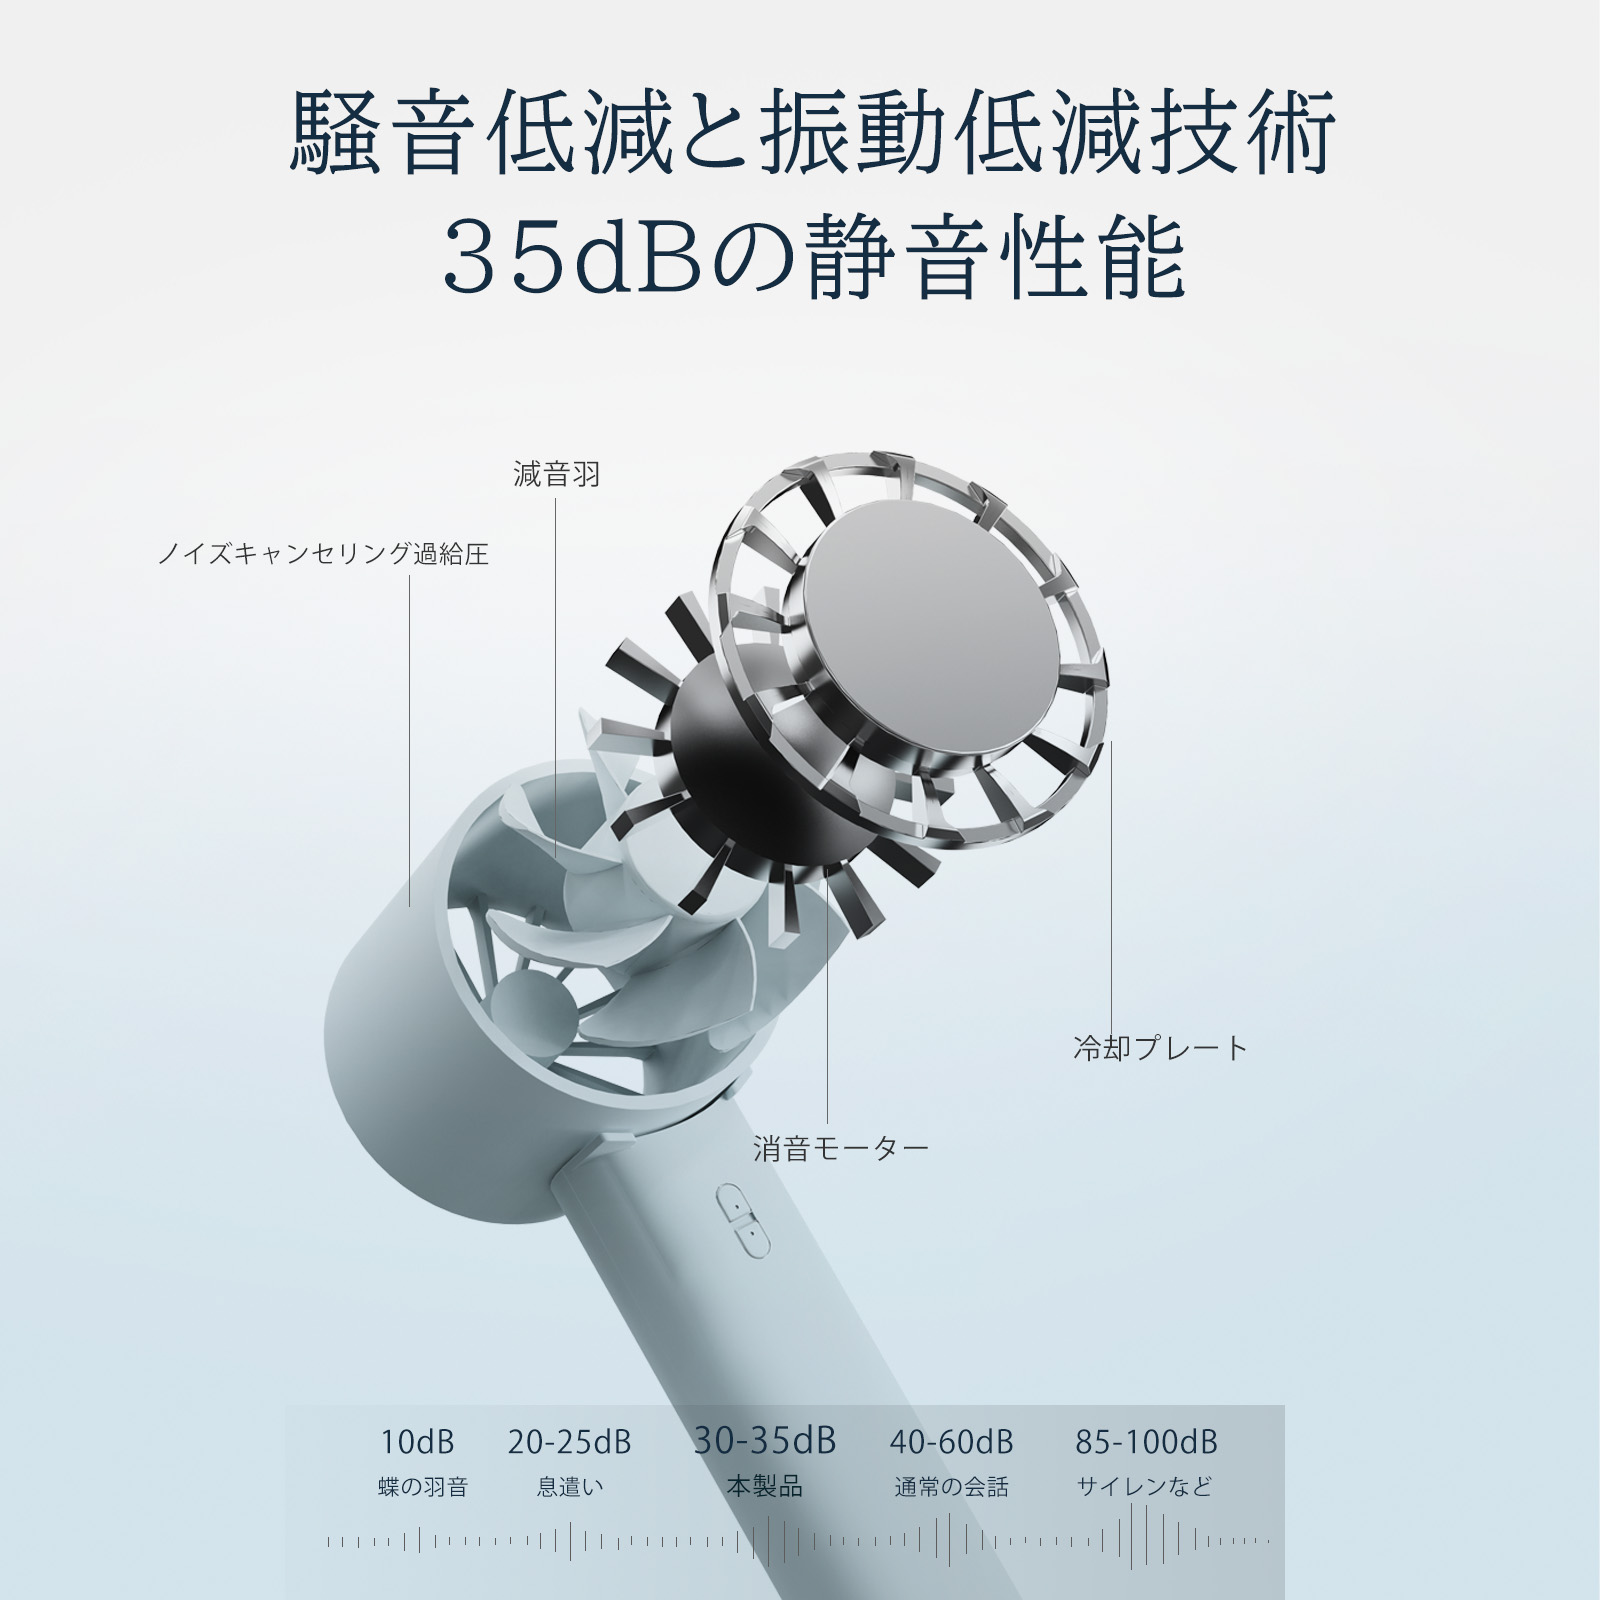 騒音低減と振動低減技術
35dBの静音性能
減音羽
ノイズキャンセリング過給圧
冷却プレート
消音モーター
10dB 20-25dB 30-35dB 40-60dB 85-100dB
蝶の羽音 息遣い 本製品 通常の会話 サイレンなど